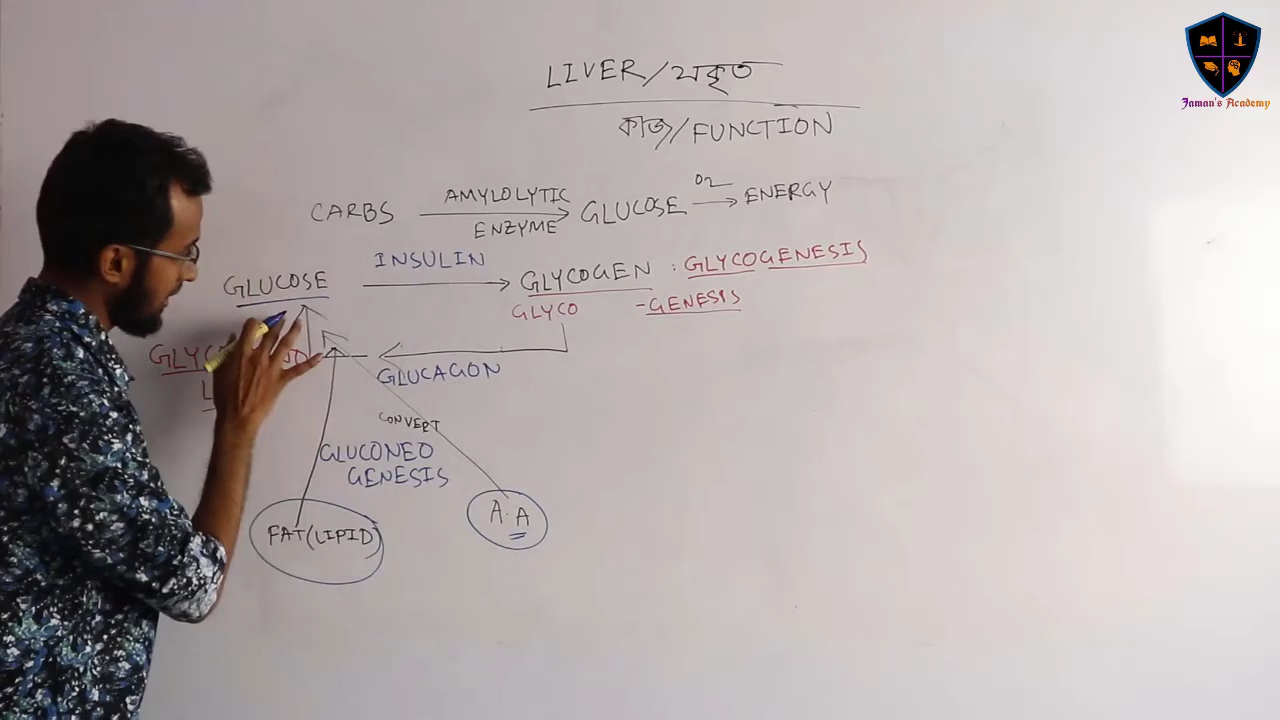 LIVER/যকৃত
কাজ/FUNCTION
CARBS AMYLOLYTIC ENZYME GLUCOSE O2 ENERGY
GLUCOSE INSULIN GLYCOGEN : GLYCOGENESIS
GLYCO -GENESIS
GLUCAGON
CONVERT
GLUCONEO
GENESIS
FAT(LIPID)
A.A
Jaman's Academy